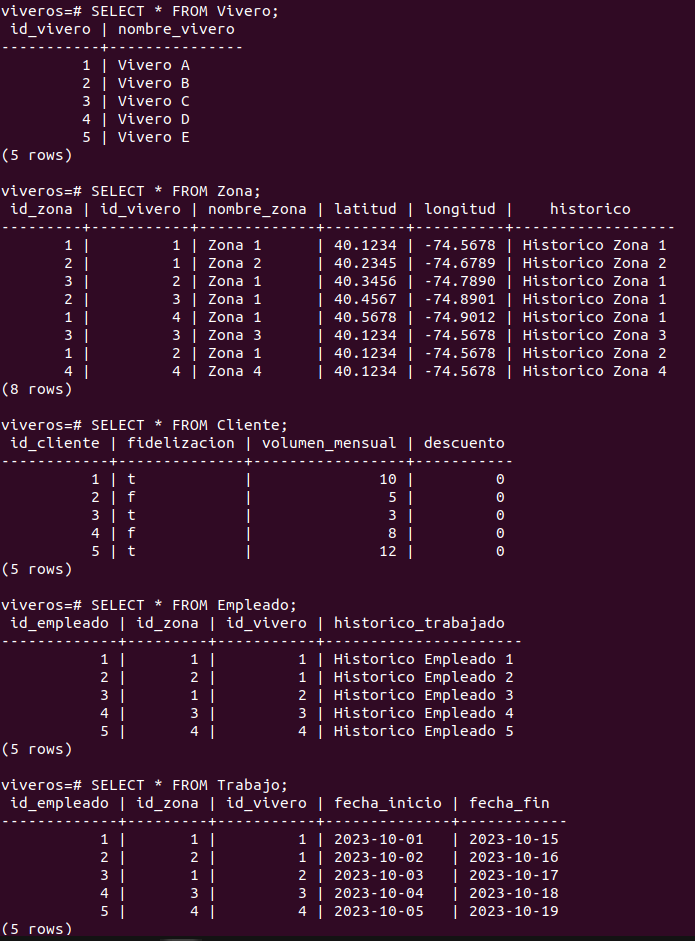 viveros=# SELECT * FROM Vivero;
 id_vivero | nombre_vivero
-----------+---------------
         1 | Vivero A
         2 | Vivero B
         3 | Vivero C
         4 | Vivero D
         5 | Vivero E
(5 rows)

viveros=# SELECT * FROM Zona;
 id_zona | id_vivero | nombre_zona | latitud | longitud |    historico
---------+-----------+-------------+---------+----------+------------------
       1 |         1 | Zona 1      | 40.1234 | -74.5678 | Historico Zona 1
       2 |         1 | Zona 2      | 40.2345 | -74.6789 | Historico Zona 2
       3 |         2 | Zona 1      | 40.3456 | -74.7890 | Historico Zona 1
       2 |         3 | Zona 1      | 40.4567 | -74.8901 | Historico Zona 1
       1 |         4 | Zona 1      | 40.5678 | -74.9012 | Historico Zona 1
       3 |         3 | Zona 3      | 40.1234 | -74.5678 | Historico Zona 3
       1 |         2 | Zona 1      | 40.1234 | -74.5678 | Historico Zona 2
       4 |         4 | Zona 4      | 40.1234 | -74.5678 | Historico Zona 4
(8 rows)

viveros=# SELECT * FROM Cliente;
 id_cliente | fidelizacion | volumen_mensual | descuento
------------+--------------+-----------------+-----------
          1 | t            |              10 |         0
          2 | f            |               5 |         0
          3 | t            |               3 |         0
          4 | f            |               8 |         0
          5 | t            |              12 |         0
(5 rows)

viveros=# SELECT * FROM Empleado;
 id_empleado | id_zona | id_vivero | historico_trabajado
-------------+---------+-----------+----------------------
           1 |       1 |         1 | Historico Empleado 1
           2 |       2 |         1 | Historico Empleado 2
           3 |       1 |         2 | Historico Empleado 3
           4 |       3 |         3 | Historico Empleado 4
           5 |       4 |         4 | Historico Empleado 5
(5 rows)

viveros=# SELECT * FROM Trabajo;
 id_empleado | id_zona | id_vivero | fecha_inicio | fecha_fin
-------------+---------+-----------+--------------+------------
           1 |       1 |         1 | 2023-10-01   | 2023-10-15
           2 |       2 |         1 | 2023-10-02   | 2023-10-16
           3 |       1 |         2 | 2023-10-03   | 2023-10-17
           4 |       3 |         3 | 2023-10-04   | 2023-10-18
           5 |       4 |         4 | 2023-10-05   | 2023-10-19
(5 rows)